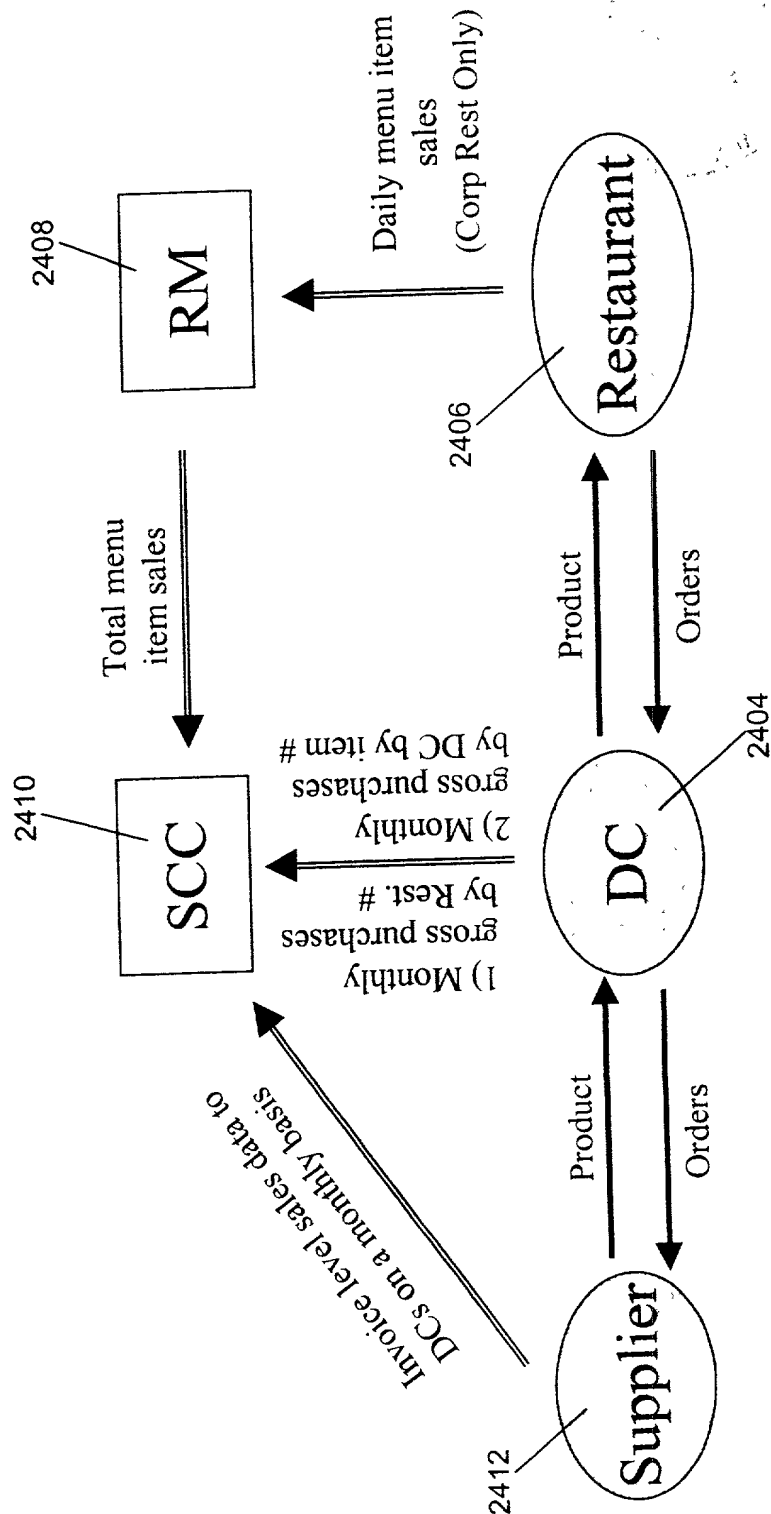 2410
SCC
Total menu
item sales
2408
RM
Invoice level sales data to
DCs on a monthly basis
1) Monthly
gross purchases
by Rest. #
2) Monthly
gross purchases
by DC by item #
Daily menu item
sales
(Corp Rest Only)
2412
Supplier
Product
Orders
DC
2404
Product
Orders
2406
Restaurant